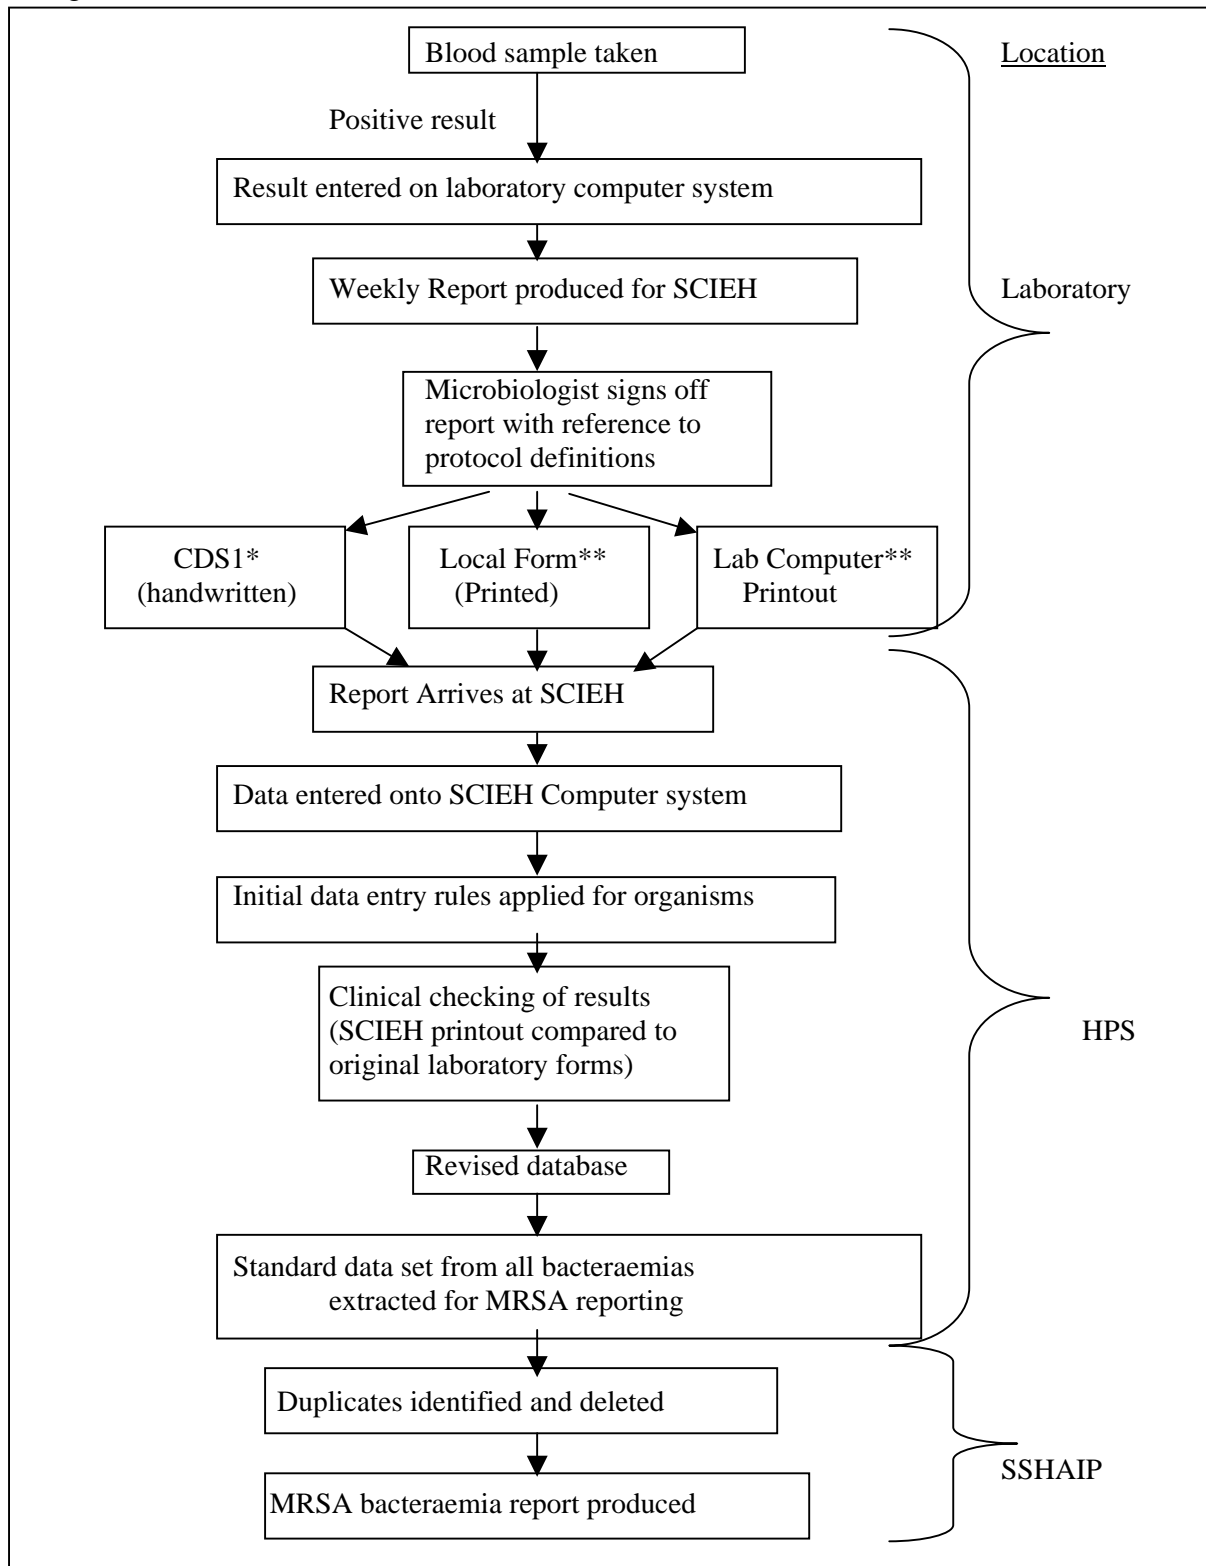 Blood sample taken
Location
Positive result
Result entered on laboratory computer system
Weekly Report produced for SCIEH
Laboratory
Microbiologist signs off
report with reference to
protocol definitions
CDS1*
(handwritten)
Local Form**
(Printed)
Lab Computer**
Printout
Report Arrives at SCIEH
Data entered onto SCIEH Computer system
Initial data entry rules applied for organisms
Clinical checking of results
(SCIEH printout compared to
original laboratory forms)
HPS
Revised database
Standard data set from all bacteraemias
extracted for MRSA reporting
Duplicates identified and deleted
SSHAIP
MRSA bacteraemia report produced